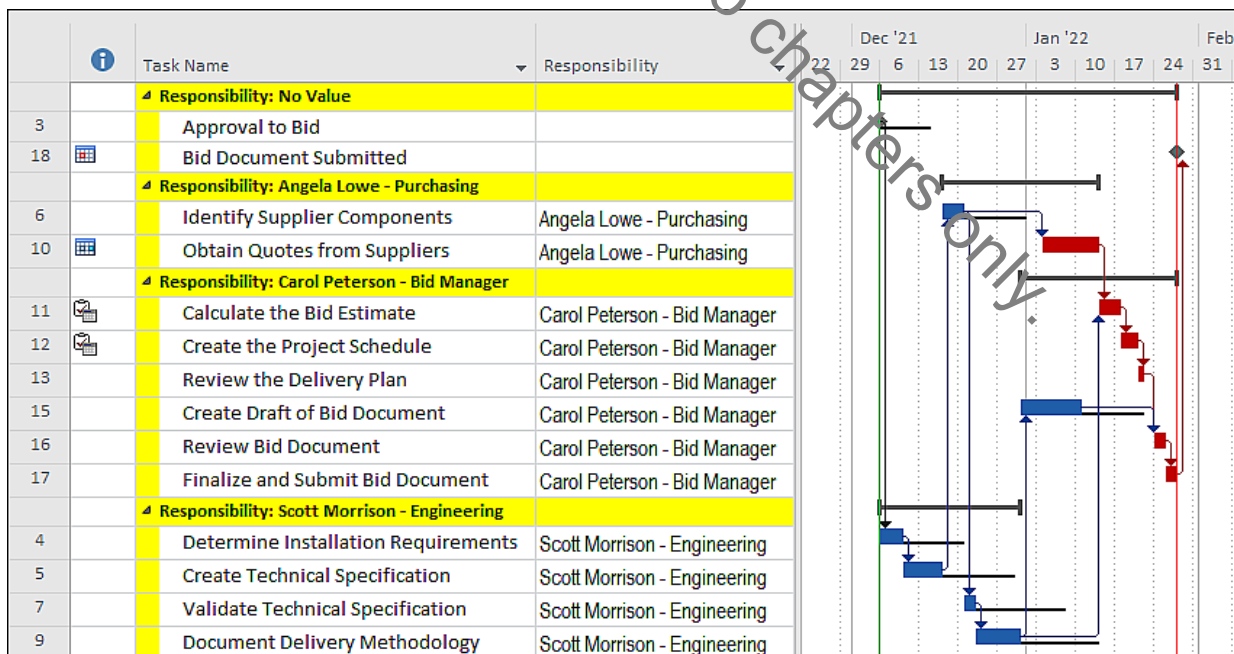 o chapters only.
Dec '21 Jan '22 Feb
Task Name Responsibility 22 29 6 13 20 27 3 10 17 24 31
Responsibility: No Value
3 Approval to Bid
18 Bid Document Submitted
Responsibility: Angela Lowe - Purchasing
6 Identify Supplier Components Angela Lowe - Purchasing
10 Obtain Quotes from Suppliers Angela Lowe - Purchasing
Responsibility: Carol Peterson - Bid Manager
11 Calculate the Bid Estimate Carol Peterson - Bid Manager
12 Create the Project Schedule Carol Peterson - Bid Manager
13 Review the Delivery Plan Carol Peterson - Bid Manager
15 Create Draft of Bid Document Carol Peterson - Bid Manager
16 Review Bid Document Carol Peterson - Bid Manager
17 Finalize and Submit Bid Document Carol Peterson - Bid Manager
Responsibility: Scott Morrison - Engineering
4 Determine Installation Requirements Scott Morrison - Engineering
5 Create Technical Specification Scott Morrison - Engineering
7 Validate Technical Specification Scott Morrison - Engineering
9 Document Delivery Methodology Scott Morrison - Engineering